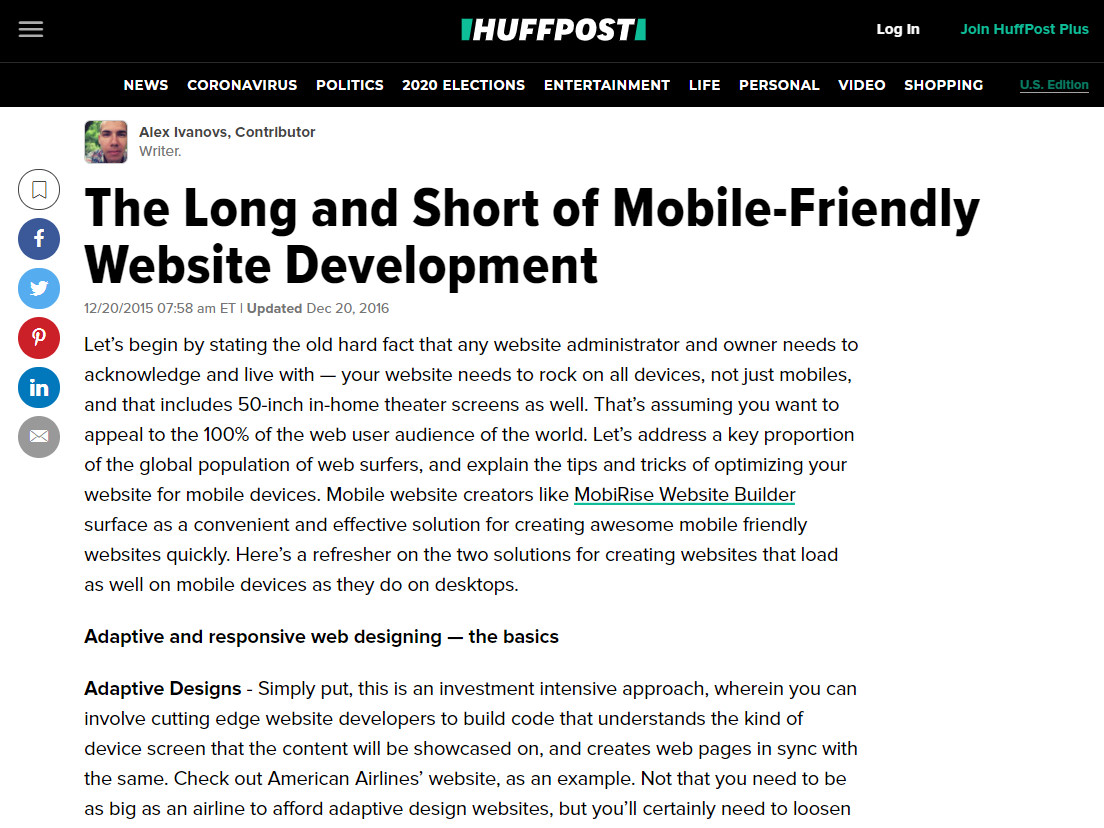 HUFFPOST
Log In
Join HuffPost Plus
NEWS CORONAVIRUS POLITICS 2020 ELECTIONS ENTERTAINMENT LIFE PERSONAL VIDEO SHOPPING U.S. Edition
Alex Ivanovs, Contributor
Writer.
The Long and Short of Mobile-Friendly
Website Development
12/20/2015 07:58 am ET | Updated Dec 20, 2016
Let’s begin by stating the old hard fact that any website administrator and owner needs to
acknowledge and live with — your website needs to rock on all devices, not just mobiles,
and that includes 50-inch in-home theater screens as well. That’s assuming you want to
appeal to the 100% of the web user audience of the world. Let’s address a key proportion
of the global population of web surfers, and explain the tips and tricks of optimizing your
website for mobile devices. Mobile website creators like MobiRise Website Builder
surface as a convenient and effective solution for creating awesome mobile friendly
websites quickly. Here’s a refresher on the two solutions for creating websites that load
as well on mobile devices as they do on desktops.
Adaptive and responsive web designing — the basics
Adaptive Designs - Simply put, this is an investment intensive approach, wherein you can
involve cutting edge website developers to build code that understands the kind of
device screen that the content will be showcased on, and creates web pages in sync with
the same. Check out American Airlines’ website, as an example. Not that you need to be
as big as an airline to afford adaptive design websites, but you’ll certainly need to loosen